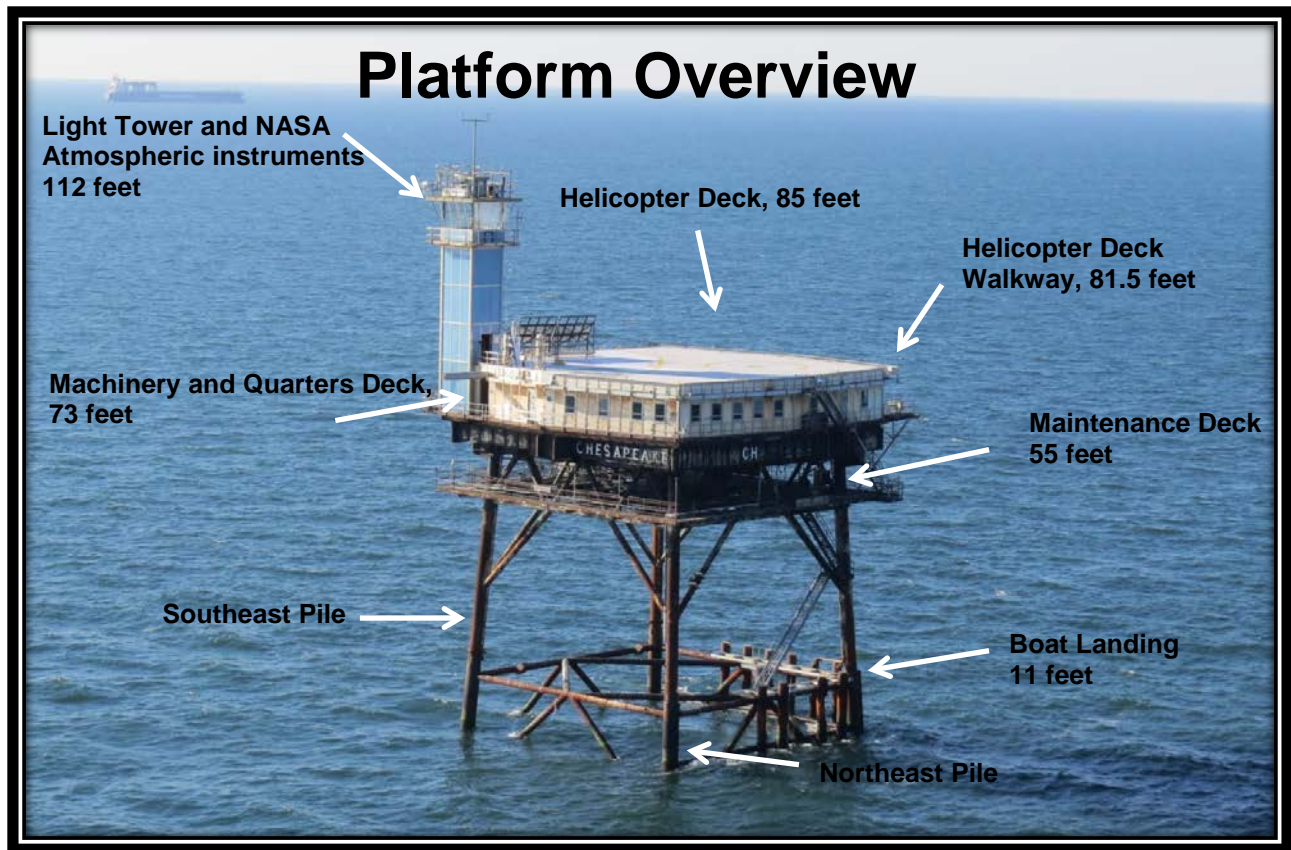 Platform Overview
Light Tower and NASA
Atmospheric instruments
112 feet
Helicopter Deck, 85 feet
Helicopter Deck
Walkway, 81.5 feet
Machinery and Quarters Deck,
73 feet
Maintenance Deck
55 feet
CHESAPEAKE
CH
Southeast Pile
Boat Landing
11 feet
Northeast Pile